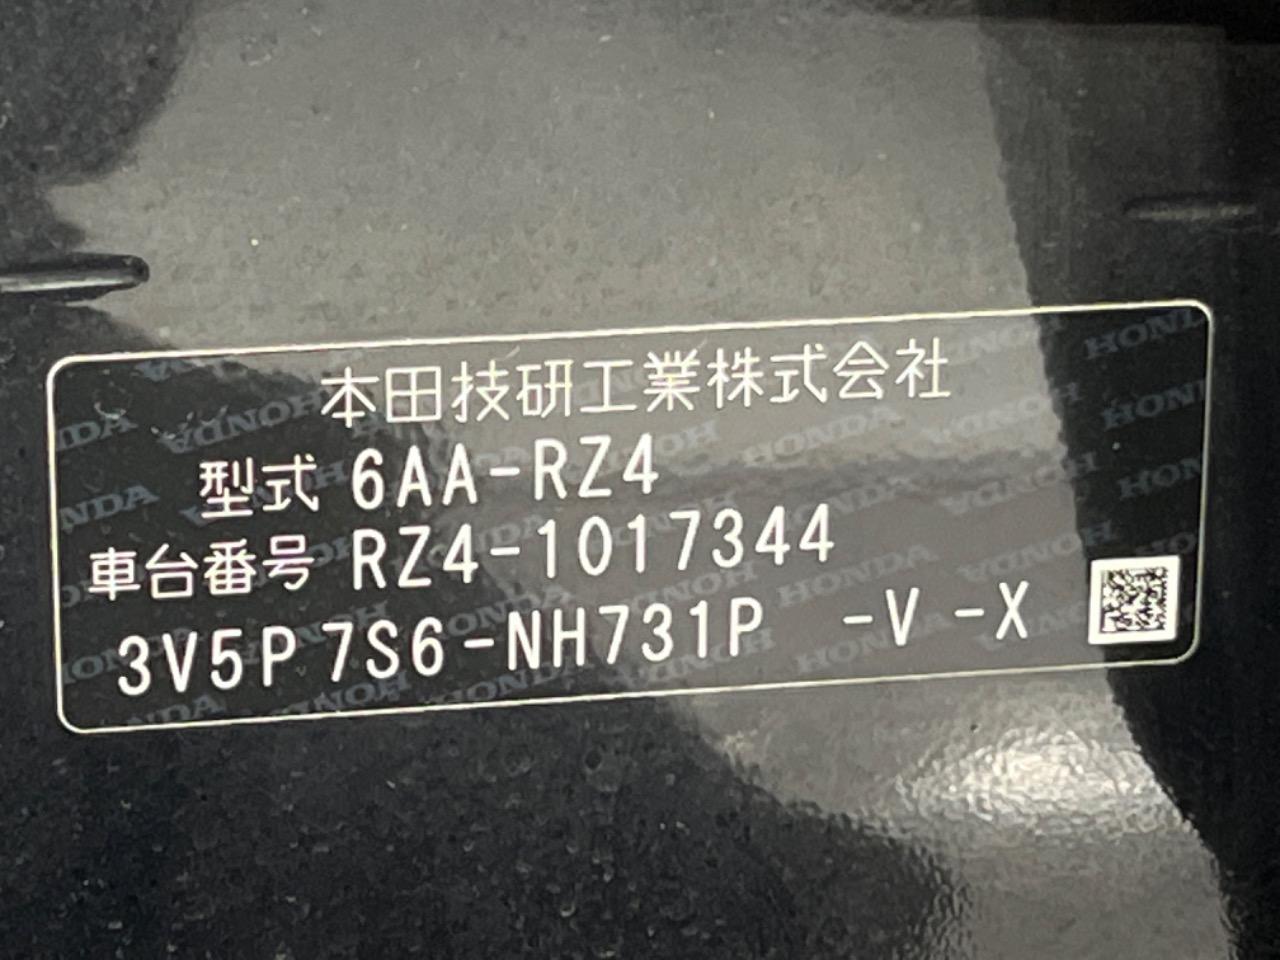 本田技研工業株式会社
型式 6AA-RZ4
車台番号 RZ4-1017344
3V5P 7S6-NH731P -V -X